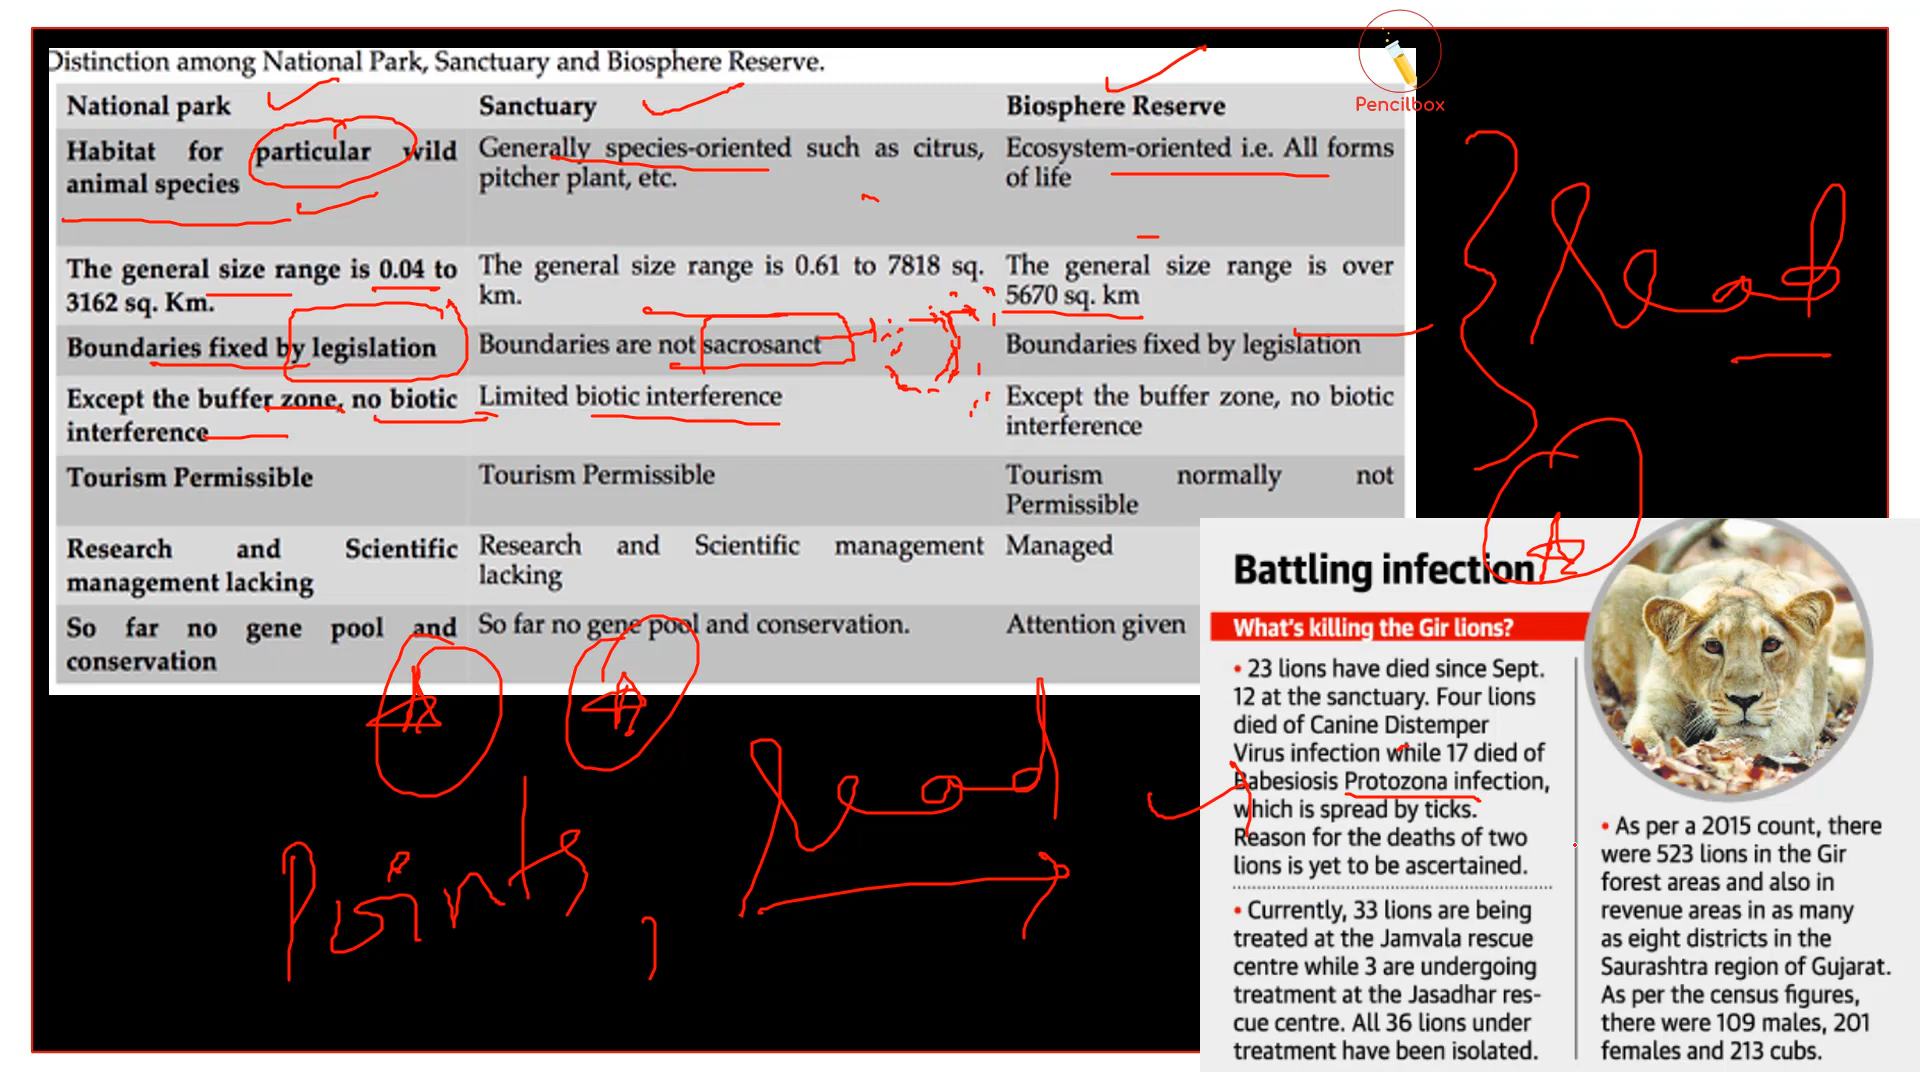 Distinction among National Park, Sanctuary and Biosphere Reserve.
Pencilbox
National park
Sanctuary
Biosphere Reserve
Habitat for particular wild
animal species
Generally species-oriented such as citrus,
pitcher plant, etc.
Ecosystem-oriented i.e. All forms
of life
The general size range is 0.04 to
3162 sq. Km.
The general size range is 0.61 to 7818 sq.
km.
The general size range is over
5670 sq. km
Boundaries fixed by legislation
Boundaries are not sacrosanct
Boundaries fixed by legislation
Except the buffer zone, no biotic
interference
Limited biotic interference
Except the buffer zone, no biotic
interference
Tourism Permissible
Tourism Permissible
Tourism normally not
Permissible
Research and Scientific
management lacking
Research and Scientific management
lacking
Managed
So far no gene pool and
conservation
So far no gene pool and conservation.
Attention given
Read
Points, Read
Battling infection
What's killing the Gir lions?
• 23 lions have died since Sept.
12 at the sanctuary. Four lions
died of Canine Distemper
Virus infection while 17 died of
Babesiosis Protozona infection,
which is spread by ticks.
Reason for the deaths of two
lions is yet to be ascertained.
• Currently, 33 lions are being
treated at the Jamvala rescue
centre while 3 are undergoing
treatment at the Jasadhar res-
cue centre. All 36 lions under
treatment have been isolated.
• As per a 2015 count, there
were 523 lions in the Gir
forest areas and also in
revenue areas in as many
as eight districts in the
Saurashtra region of Gujarat.
As per the census figures,
there were 109 males, 201
females and 213 cubs.